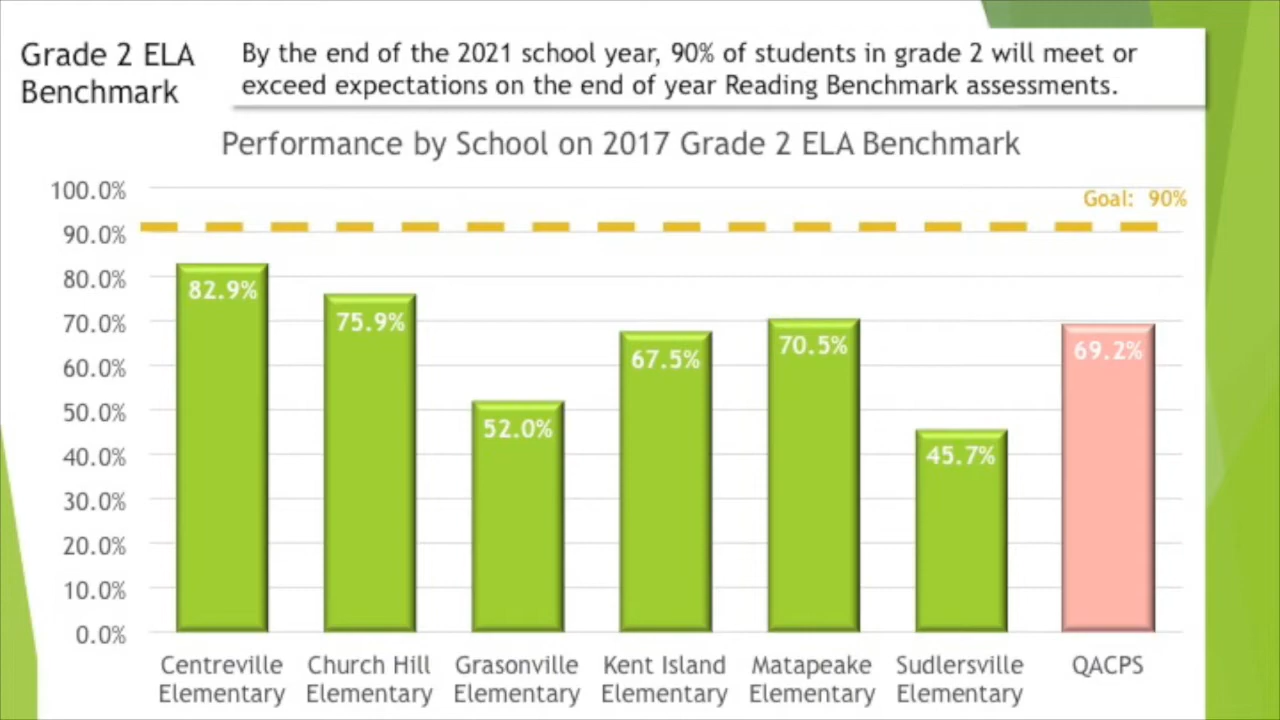 Grade 2 ELA
Benchmark
By the end of the 2021 school year, 90% of students in grade 2 will meet or
exceed expectations on the end of year Reading Benchmark assessments.
Performance by School on 2017 Grade 2 ELA Benchmark
100.0%
90.0%
80.0%
70.0%
60.0%
50.0%
40.0%
30.0%
20.0%
10.0%
0.0%
Goal: 90%
82.9%
75.9%
52.0%
67.5%
70.5%
45.7%
69.2%
Centreville
Elementary
Church Hill
Elementary
Grasonville
Elementary
Kent Island
Elementary
Matapeake
Elementary
Sudlersville
Elementary
QACPS